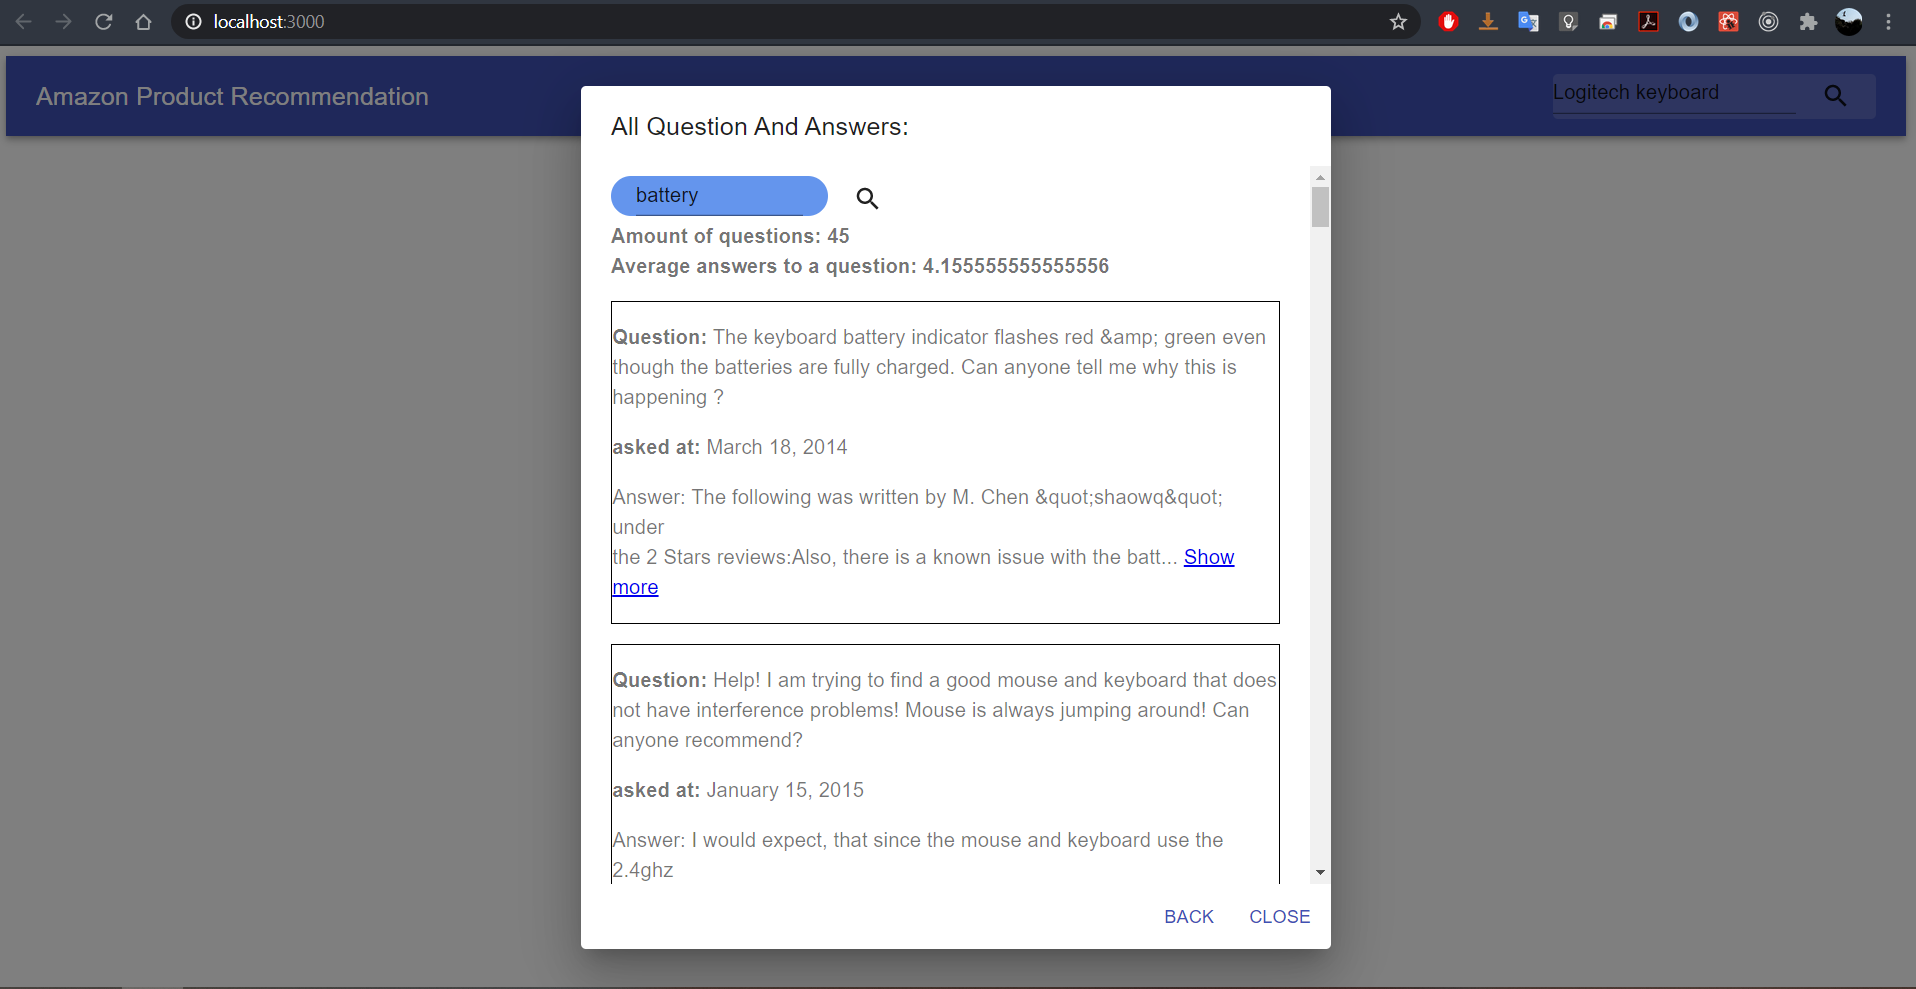 localhost:3000
Amazon Product Recommendation
Logitech keyboard
All Question And Answers:
battery
Amount of questions: 45
Average answers to a question: 4.155555555555556
Question: The keyboard battery indicator flashes red &amp; green even
though the batteries are fully charged. Can anyone tell me why this is
happening ?
asked at: March 18, 2014
Answer: The following was written by M. Chen &quot;shaowq&quot;
under
the 2 Stars reviews:Also, there is a known issue with the batt... Show
more
Question: Help! I am trying to find a good mouse and keyboard that does
not have interference problems! Mouse is always jumping around! Can
anyone recommend?
asked at: January 15, 2015
Answer: I would expect, that since the mouse and keyboard use the
2.4ghz
BACK CLOSE